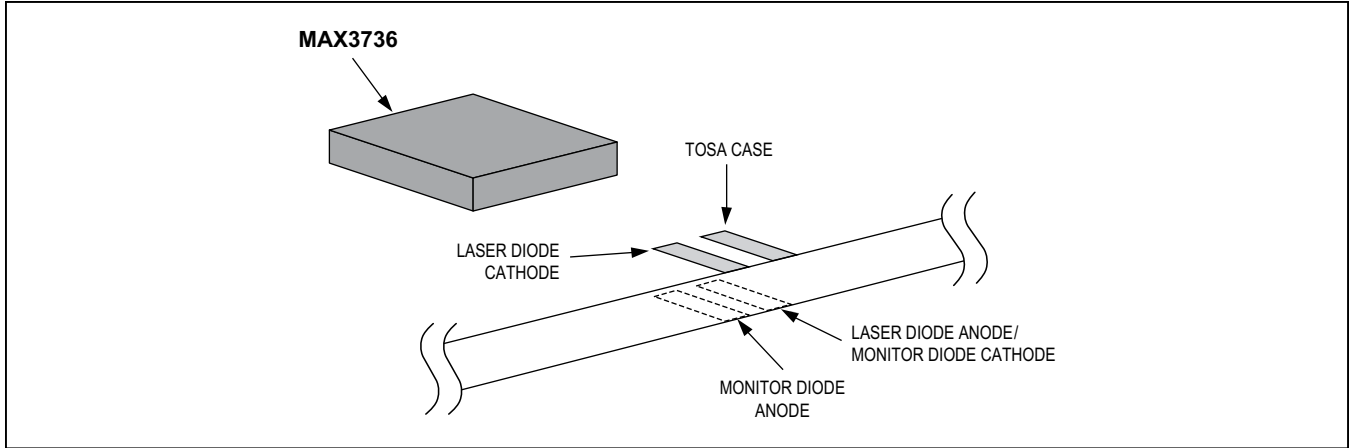 MAX3736
TOSA CASE
LASER DIODE
CATHODE
LASER DIODE ANODE/
MONITOR DIODE CATHODE
MONITOR DIODE
ANODE